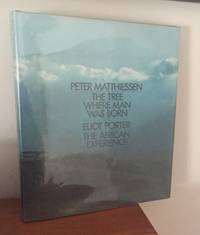 PETER MATTHIESSEN
THE TREE
WHERE MAN
WAS BORN
ELIOT PORTER
THE AFRICAN
EXPERIENCE